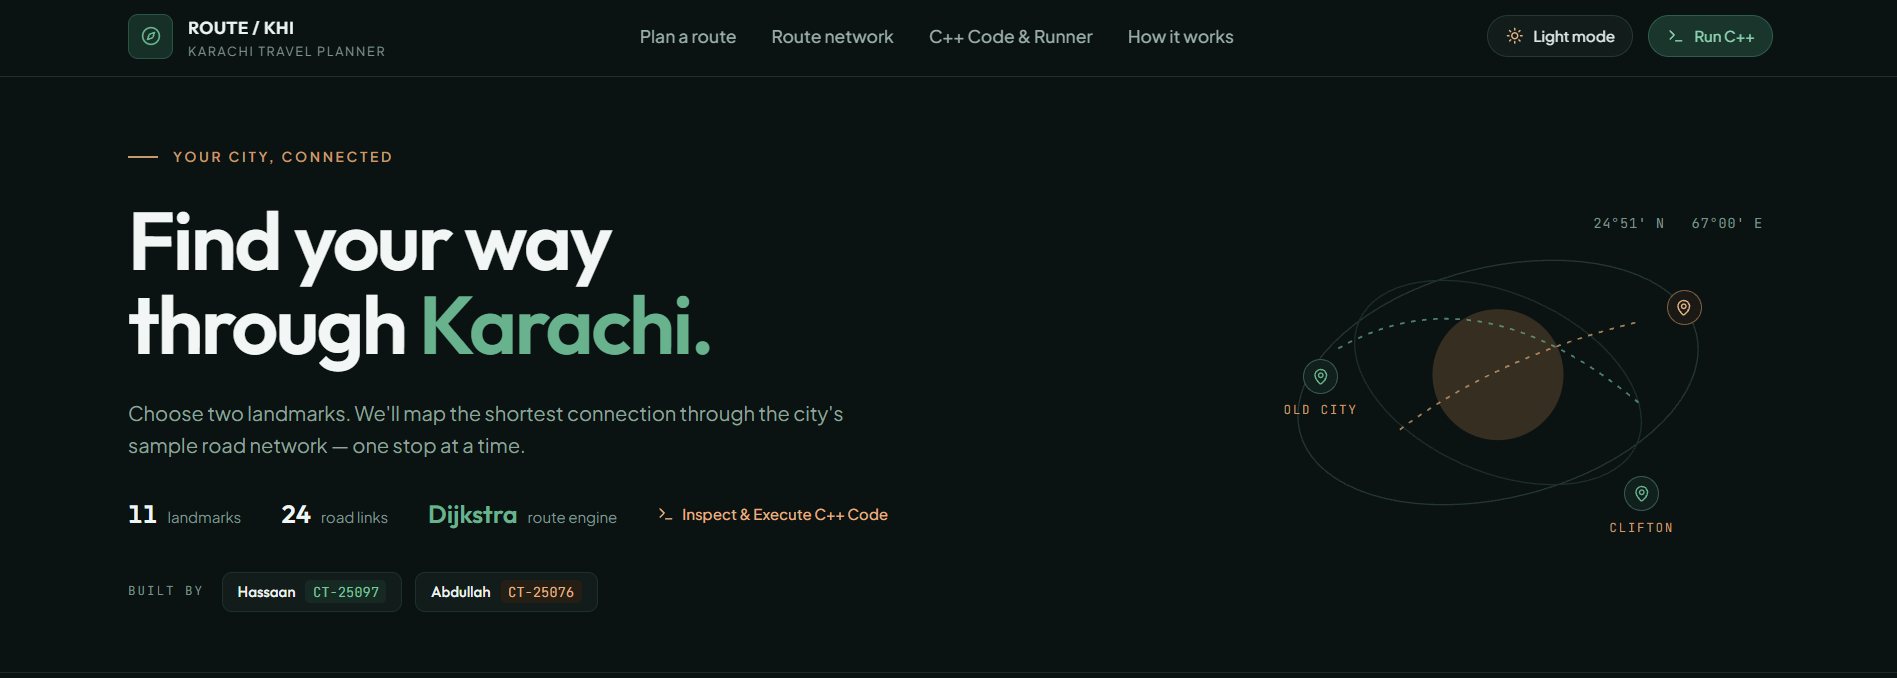 ROUTE / KHI
KARACHI TRAVEL PLANNER
Plan a route
Route network
C++ Code & Runner
How it works
Light mode
Run C++
YOUR CITY, CONNECTED
Find your way
through Karachi.
Choose two landmarks. We'll map the shortest connection through the city's
sample road network — one stop at a time.
11 landmarks
24 road links
Dijkstra route engine
Inspect & Execute C++ Code
BUILT BY
Hassaan CT-25097
Abdullah CT-25076
24°51' N 67°00' E
OLD CITY
CLIFTON